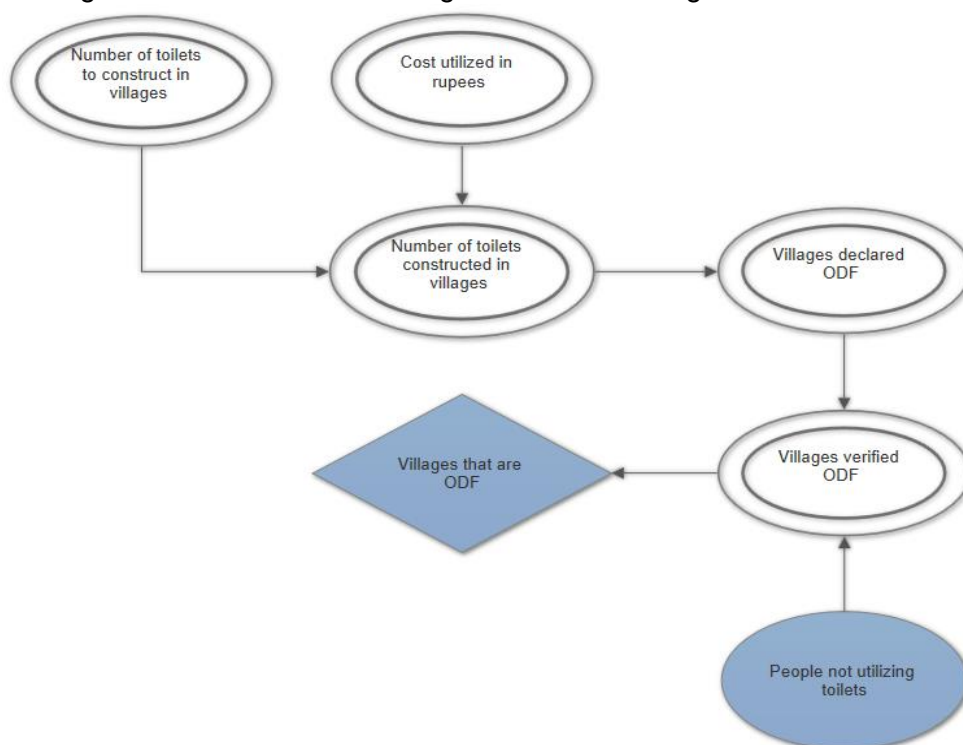 Number of toilets
to construct in
villages
Cost utilized in
rupees
Number of toilets
constructed in
villages
Villages declared
ODF
Villages that are
ODF
Villages verified
ODF
People not utilizing
toilets